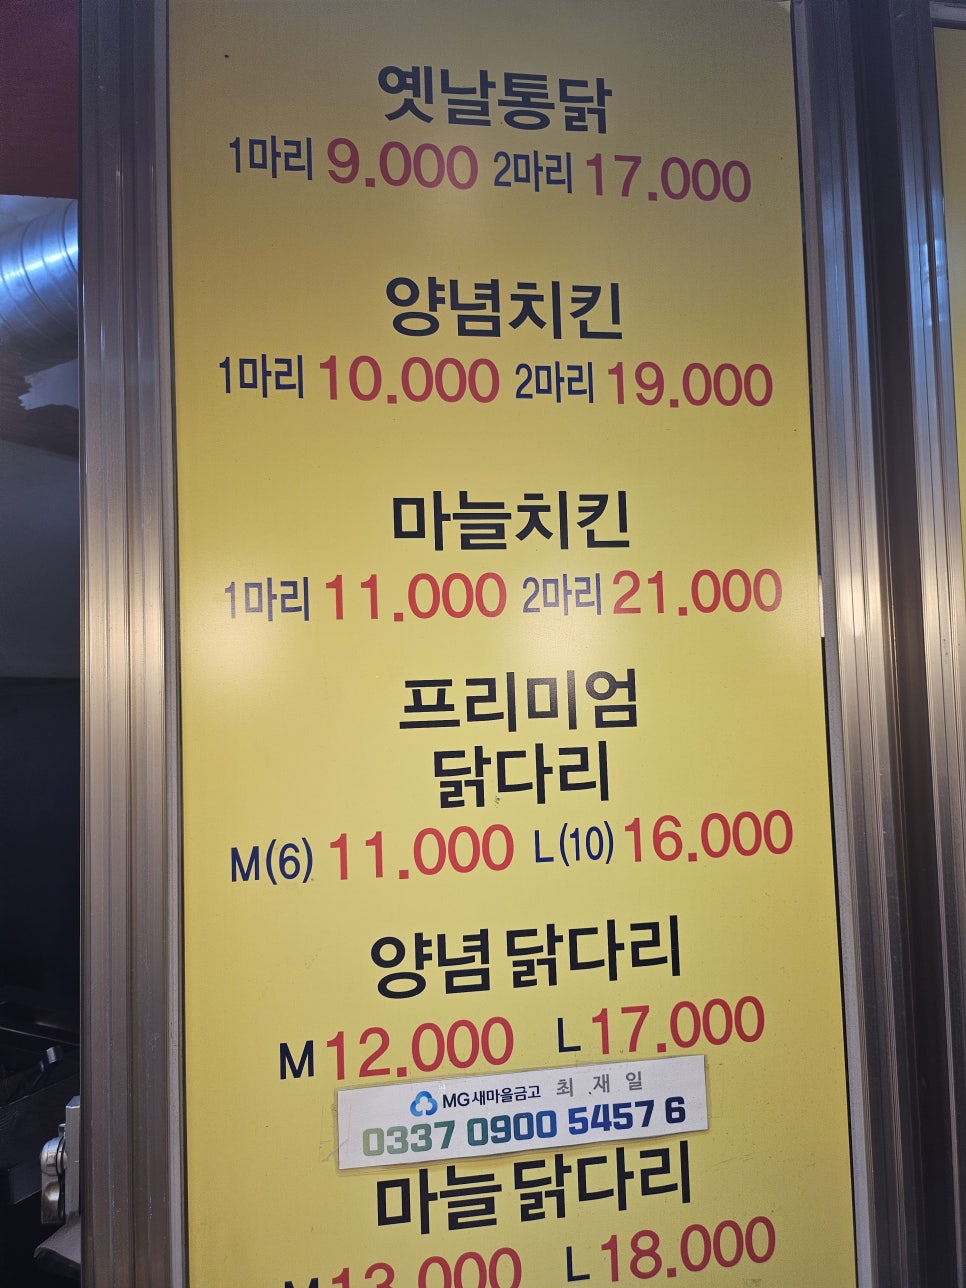 옛날통닭
1마리 9.000 2마리 17.000
양념치킨
1마리 10.000 2마리 19.000
마늘치킨
1마리 11.000 2마리 21.000
프리미엄
닭다리
M(6) 11.000 L(10) 16.000
양념 닭다리
M 12.000 L 17.000
MG새마을금고 최재일
0337 0900 5457 6
마늘 닭다리
M 13.000 L 18.000